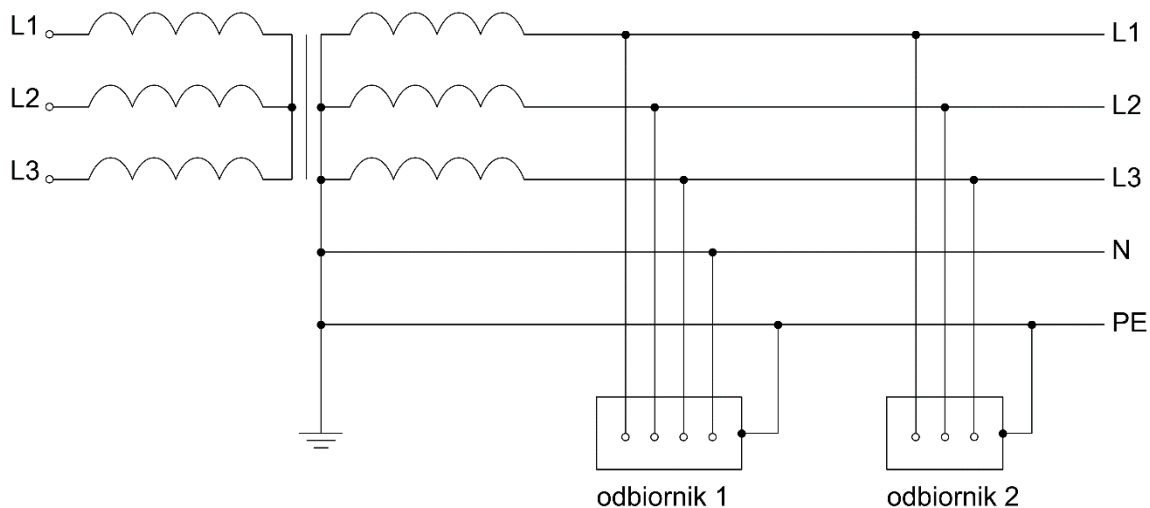 L1 L1
L2 L2
L3 L3
N
PE
odbiornik 1 odbiornik 2